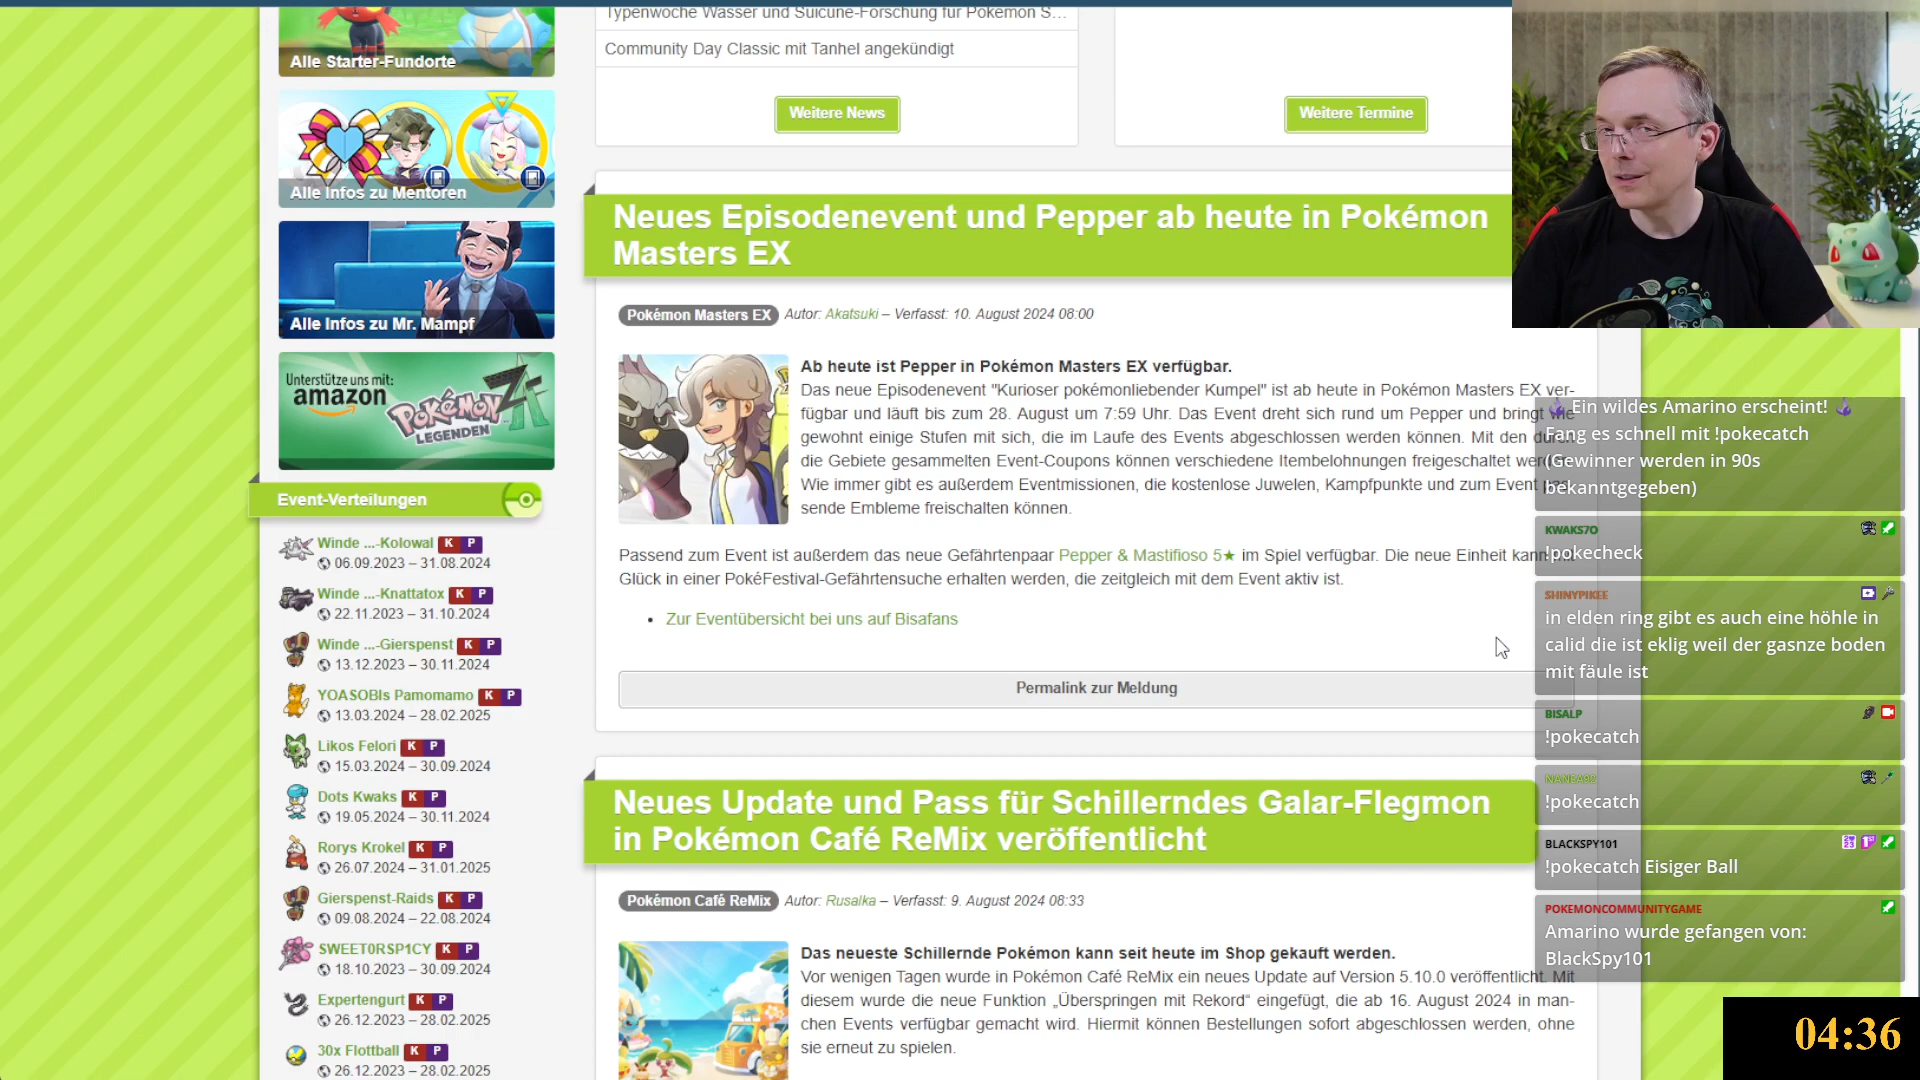 Alle Starter-Fundorte
Alle Infos zu Mentoren
Alle Infos zu Mr. Mampf
Unterstütze uns mit:
amazon
POKÉMON
LEGENDEN
Event-Verteilungen
Winde ...-Kolowal K P
06.09.2023 – 31.08.2024
Winde ...-Knattatox K P
22.11.2023 – 31.10.2024
Winde ...-Gierspenst K P
13.12.2023 – 30.11.2024
YOASOBIs Pamomamo K P
13.03.2024 – 28.02.2025
Likos Felori K P
15.03.2024 – 30.09.2024
Dots Kwaks K P
19.05.2024 – 30.11.2024
Rorys Krokel K P
26.07.2024 – 31.01.2025
Gierspenst-Raids K P
09.08.2024 – 22.08.2024
SWEET0RSP1CY K P
18.10.2023 – 30.09.2024
Expertengurt K P
26.12.2023 – 28.02.2025
30x Flottball K P
26.12.2023 – 28.02.2025
Typenwoche Wasser und Suicune-Forschung für Pokémon S...
Community Day Classic mit Tanhel angekündigt
Weitere News
Weitere Termine
Neues Episodenevent und Pepper ab heute in Pokémon
Masters EX
Pokémon Masters EX Autor: Akatsuki – Verfasst: 10. August 2024 08:00
Ab heute ist Pepper in Pokémon Masters EX verfügbar.
Das neue Episodenevent "Kurioser pokémonliebender Kumpel" ist ab heute in Pokémon Masters EX ver-
fügbar und läuft bis zum 28. August um 7:59 Uhr. Das Event dreht sich rund um Pepper und bringt wie
gewohnt einige Stufen mit sich, die im Laufe des Events abgeschlossen werden können. Mit den durch
die Gebiete gesammelten Event-Coupons können verschiedene Itembelohnungen freigeschaltet
Wie immer gibt es außerdem Eventmissionen, die kostenlose Juwelen, Kampfpunkte und zum Event
sende Embleme freischalten können.
Passend zum Event ist außerdem das neue Gefährtenpaar Pepper & Mastifioso 5★ im Spiel verfügbar. Die neue Einheit kann mit
Glück in einer PokéFestival-Gefährtensuche erhalten werden, die zeitgleich mit dem Event aktiv ist.
• Zur Eventübersicht bei uns auf Bisafans
Permalink zur Meldung
Neues Update und Pass für Schillerndes Galar-Flegmon
in Pokémon Café ReMix veröffentlicht
Pokémon Café ReMix Autor: Rusalka – Verfasst: 9. August 2024 08:33
Das neueste Schillernde Pokémon kann seit heute im Shop gekauft werden.
Vor wenigen Tagen wurde in Pokémon Café ReMix ein neues Update auf Version 5.10.0 veröffentlicht. Mit
diesem wurde die neue Funktion „Überspringen mit Rekord“ eingefügt, die ab 16. August 2024 in man-
chen Events verfügbar gemacht wird. Hiermit können Bestellungen sofort abgeschlossen werden, ohne
sie erneut zu spielen.
Ein wildes Amarino erscheint!
Fang es schnell mit !pokecatch
(Gewinner werden in 90s
bekanntgegeben)
KWAKS7O
!pokecheck
SHINYPIKEE
in elden ring gibt es auch eine höhle in
calid die ist eklig weil der gasnze boden
mit fäule ist
BISALP
!pokecatch
!pokecatch
BLACKSPY101
!pokecatch Eisiger Ball
POKEMONCOMMUNITYGAME
Amarino wurde gefangen von:
BlackSpy101
04:36